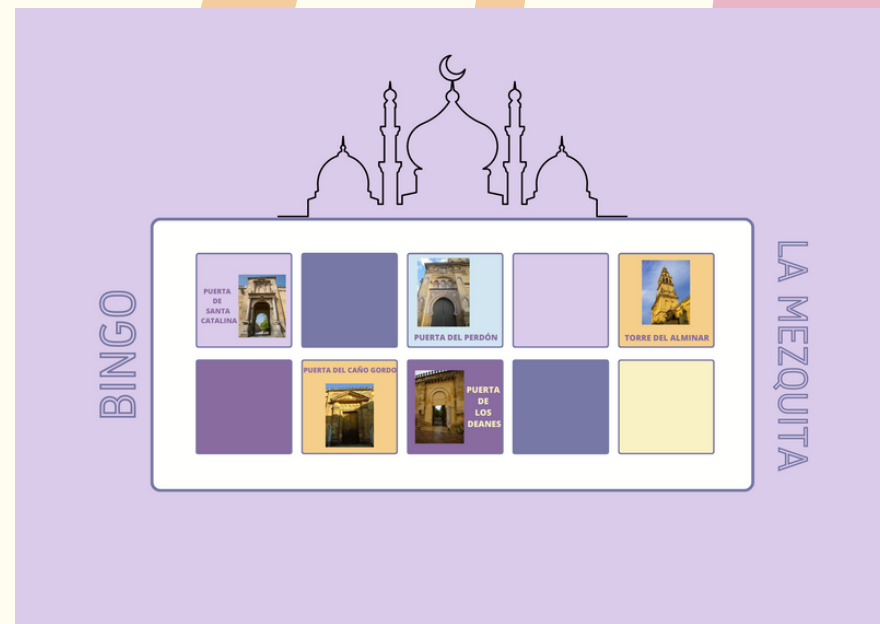 BINGO
LA MEZQUITA
PUERTA
DE
SANTA
CATALINA
PUERTA DEL PERDÓN
TORRE DEL ALMINAR
PUERTA DEL CAÑO GORDO
PUERTA
DE
LOS
DEANES